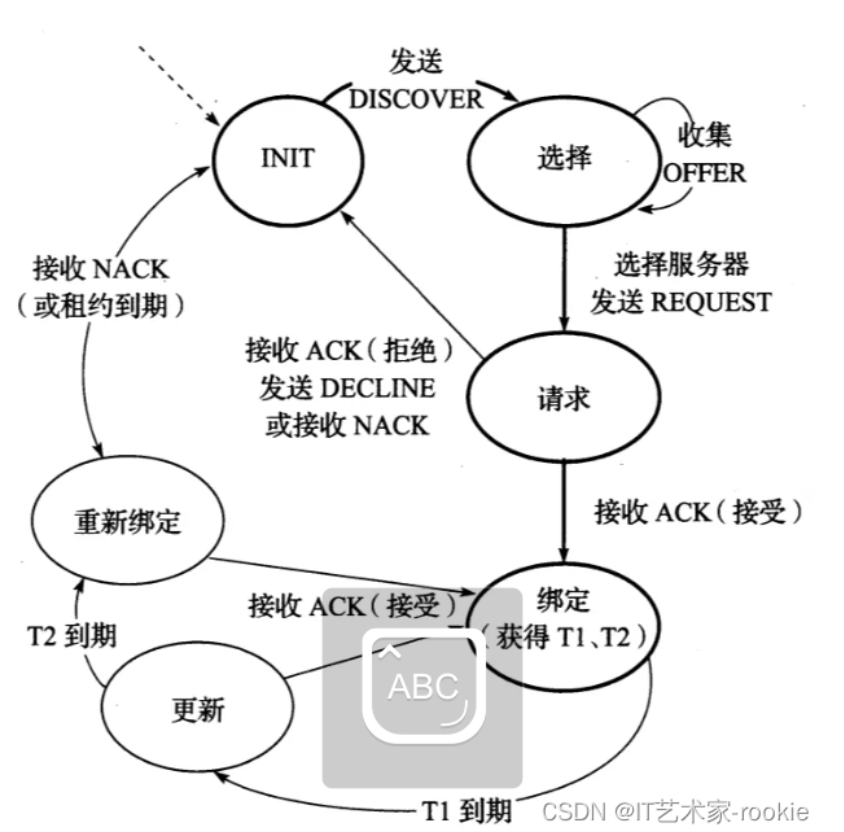 发送
DISCOVER
INIT
选择
收集
OFFER
接收 NACK
（或租约到期）
选择服务器
发送 REQUEST
接收 ACK（拒绝）
发送 DECLINE
或接收 NACK
请求
重新绑定
接收 ACK（接受）
接收 ACK（接受）
绑定
（获得 T1、T2）
T2 到期
更新
ABC
T1 到期
CSDN @IT艺术家-rookie